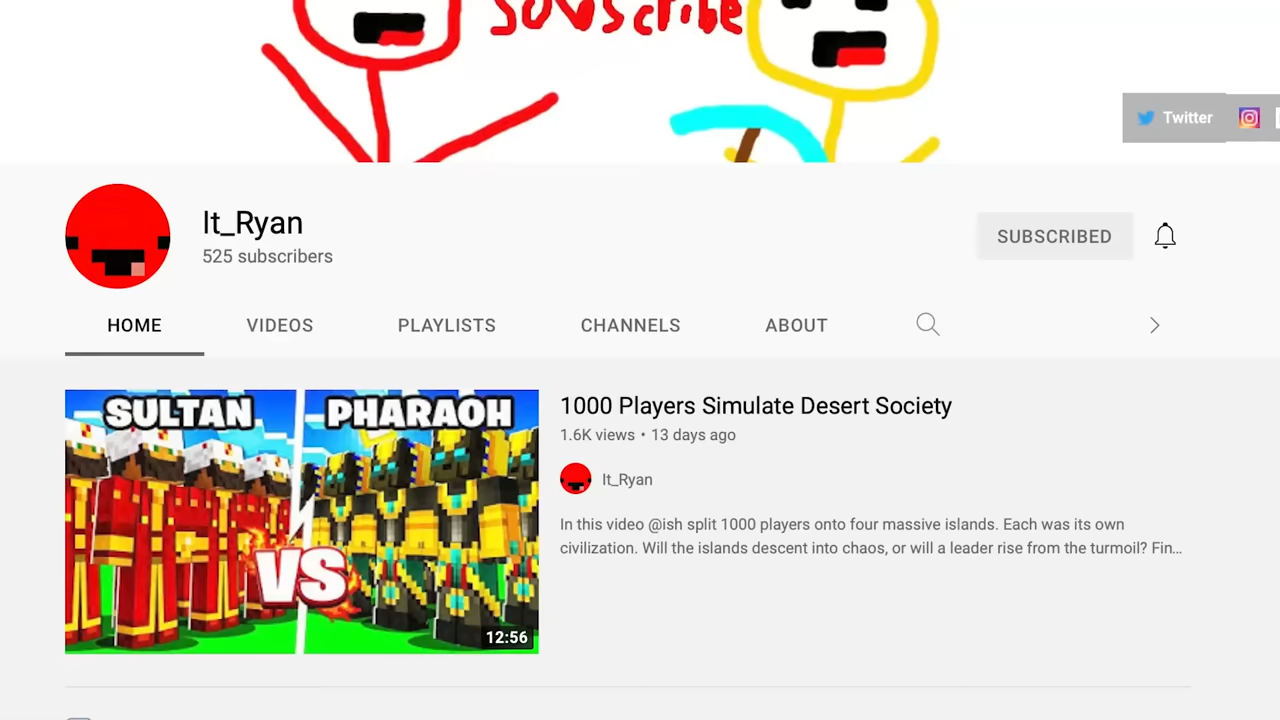 Subscribe
Twitter
It_Ryan
525 subscribers
SUBSCRIBED
HOME
VIDEOS
PLAYLISTS
CHANNELS
ABOUT
SULTAN
PHARAOH
VS
12:56
1000 Players Simulate Desert Society
1.6K views • 13 days ago
It_Ryan
In this video @ish split 1000 players onto four massive islands. Each was its own
civilization. Will the islands descent into chaos, or will a leader rise from the turmoil? Fin...